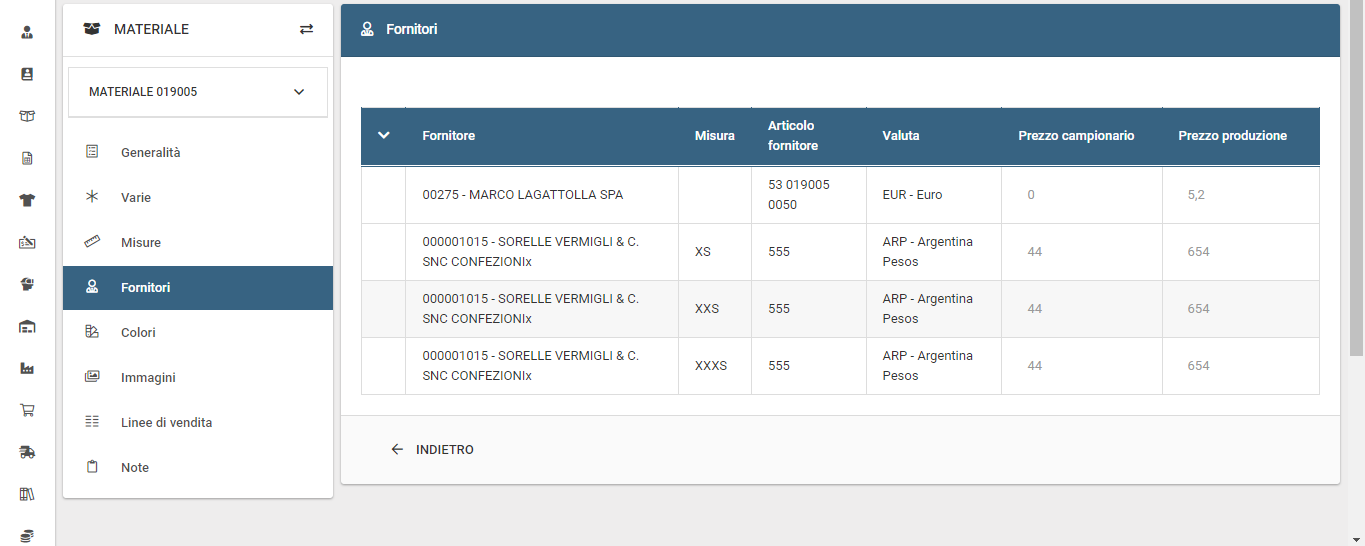 MATERIALE
MATERIALE 019005
Generalità
Varie
Misure
Fornitori
Colori
Immagini
Linee di vendita
Note
Fornitori
Fornitore Misura Articolo fornitore Valuta Prezzo campionario Prezzo produzione
00275 - MARCO LAGATTOLLA SPA 53 019005 0050 EUR - Euro 0 5,2
000001015 - SORELLE VERMIGLI & C. SNC CONFEZIONIx XS 555 ARP - Argentina Pesos 44 654
000001015 - SORELLE VERMIGLI & C. SNC CONFEZIONIx XXS 555 ARP - Argentina Pesos 44 654
000001015 - SORELLE VERMIGLI & C. SNC CONFEZIONIx XXXS 555 ARP - Argentina Pesos 44 654
INDIETRO